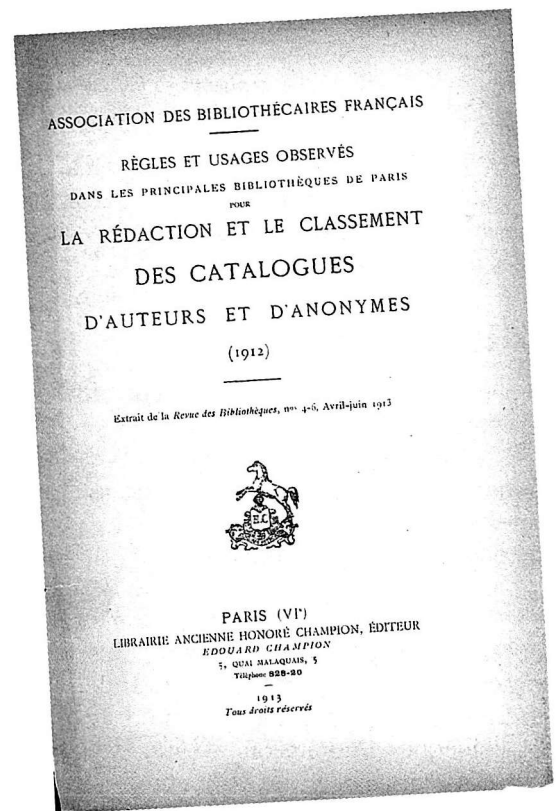 ASSOCIATION DES BIBLIOTHÉCAIRES FRANÇAIS
RÈGLES ET USAGES OBSERVÉS
DANS LES PRINCIPALES BIBLIOTHÈQUES DE PARIS
POUR
LA RÉDACTION ET LE CLASSEMENT
DES CATALOGUES
D'AUTEURS ET D'ANONYMES
(1912)
Extrait de la Revue des Bibliothèques, nos 4-6, Avril-juin 1913
E.C
PARIS (VIe)
LIBRAIRIE ANCIENNE HONORÉ CHAMPION, ÉDITEUR
EDOUARD CHAMPION
5, QUAI MALAQUAIS, 5
Téléphone 828-20
1913
Tous droits réservés